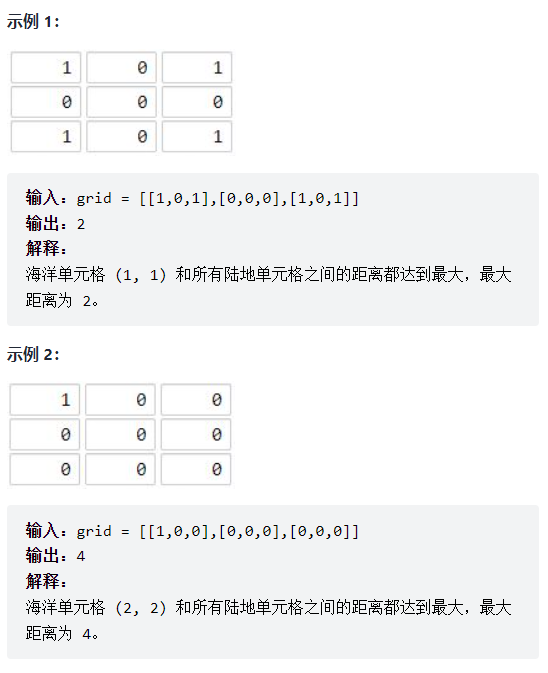 示例 1：
1 0 1
0 0 0
1 0 1
输入：grid = [[1,0,1],[0,0,0],[1,0,1]]
输出：2
解释：
海洋单元格 (1, 1) 和所有陆地单元格之间的距离都达到最大，最大
距离为 2。
示例 2：
1 0 0
0 0 0
0 0 0
输入：grid = [[1,0,0],[0,0,0],[0,0,0]]
输出：4
解释：
海洋单元格 (2, 2) 和所有陆地单元格之间的距离都达到最大，最大
距离为 4。